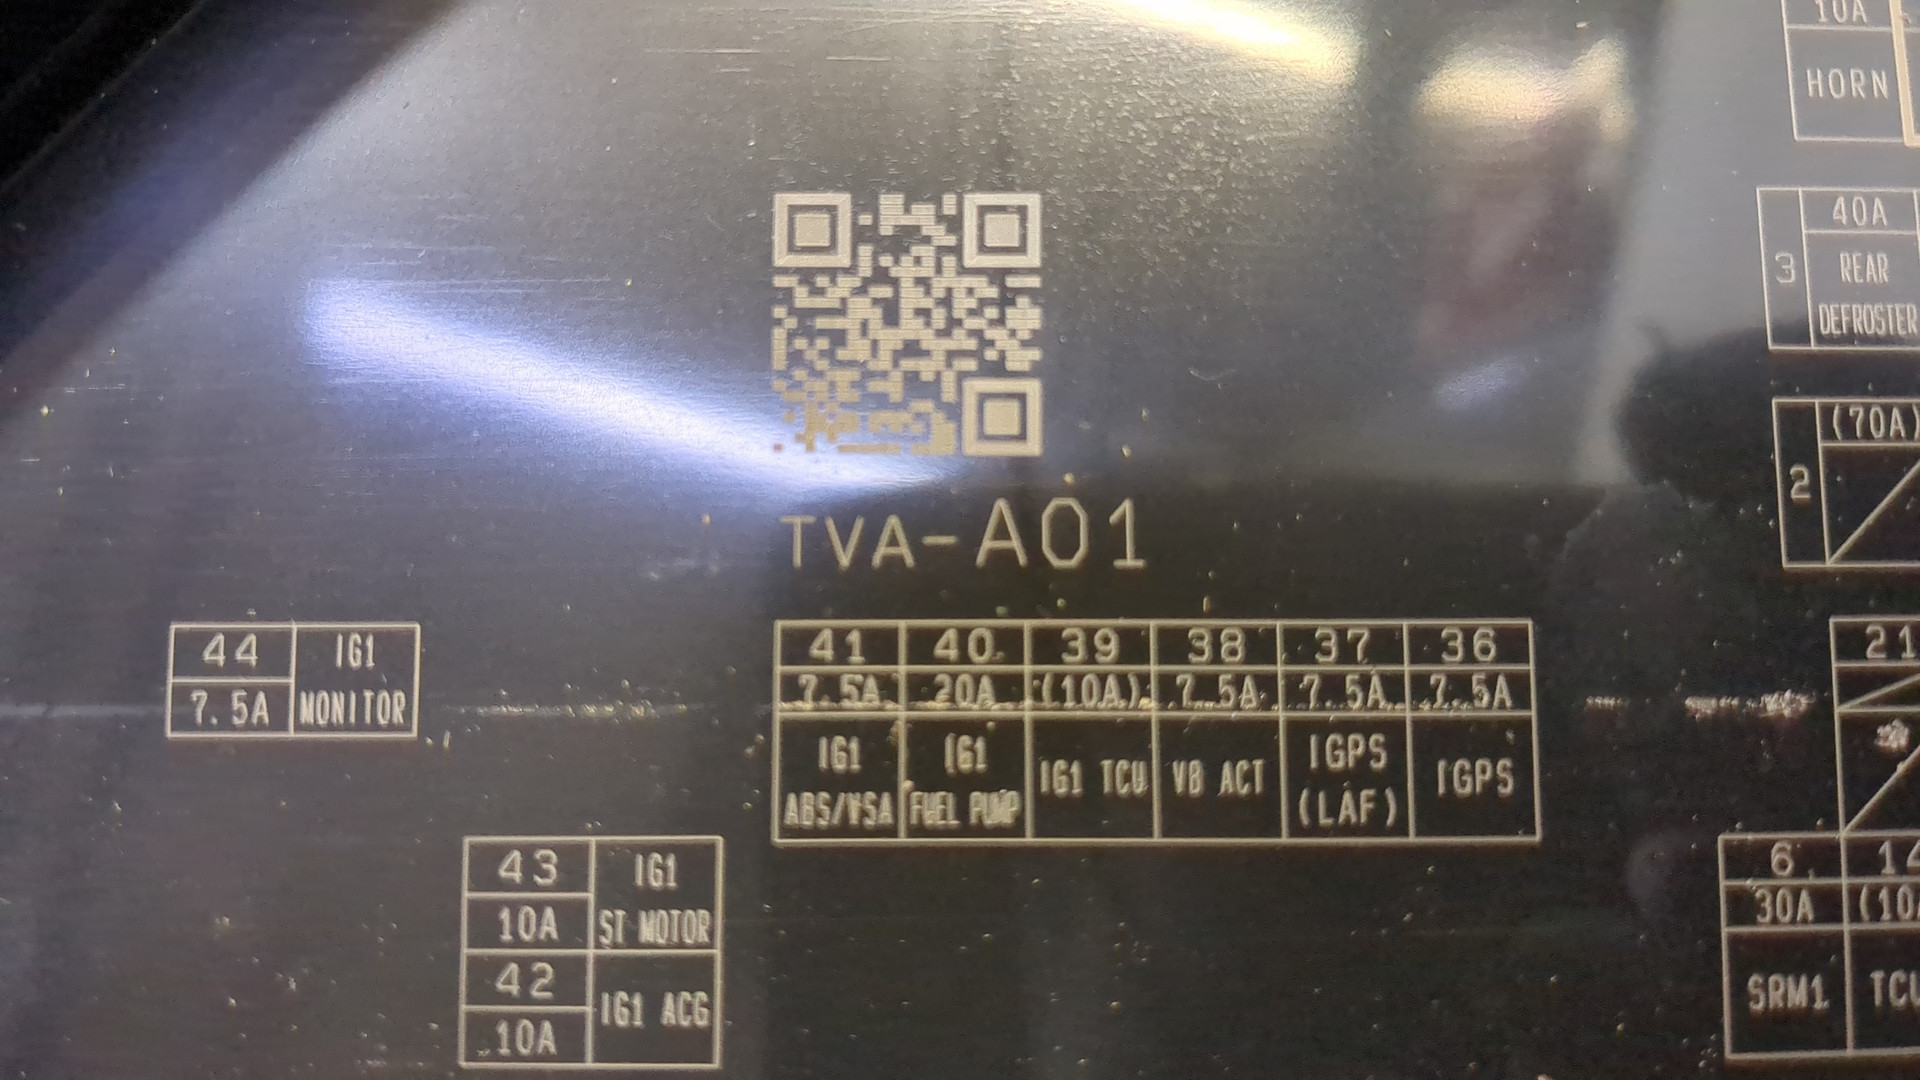 10A
HORN
40A
3 REAR
DEFROSTER
(70A)
2
TVA-A01
44 IG1
7.5A MONITOR
41 40 39 38 37 36
7.5A 20A (10A) 7.5A 7.5A 7.5A
IG1 ABS/VSA
IG1 FUEL PUMP
IG1 TCU
VB ACT
IGPS (LAF)
IGPS
21
43 IG1
10A ST MOTOR
42 IG1 ACG
10A
6 14
30A (10A
SRM1 TCU